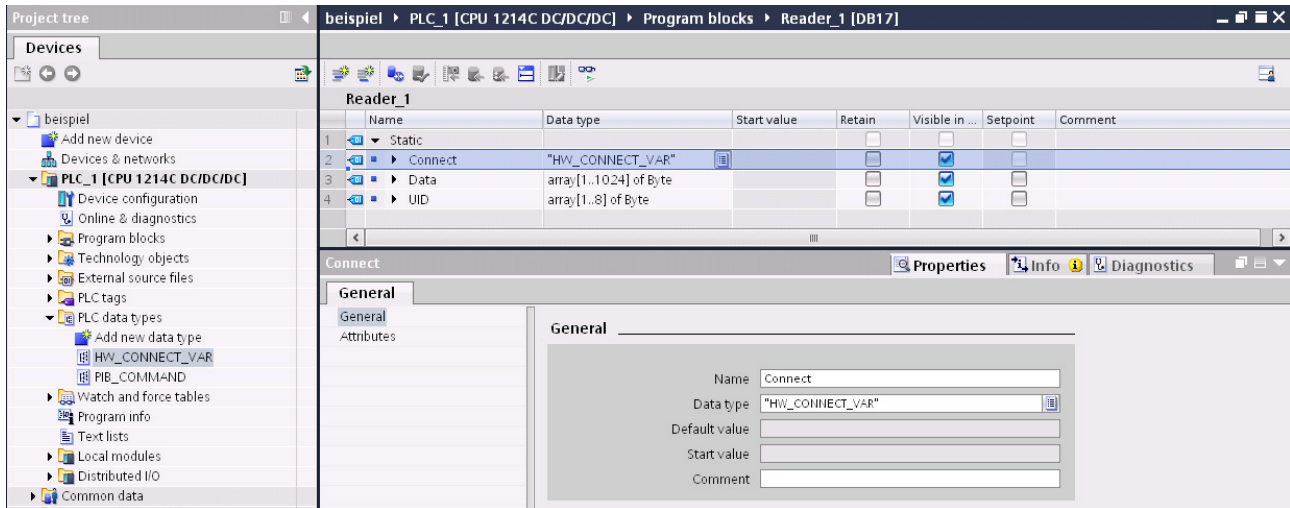 Project tree
Devices
beispiel
Add new device
Devices & networks
PLC_1 [CPU 1214C DC/DC/DC]
Device configuration
Online & diagnostics
Program blocks
Technology objects
External source files
PLC tags
PLC data types
Add new data type
HW_CONNECT_VAR
PIB_COMMAND
Watch and force tables
Program info
Text lists
Local modules
Distributed I/O
Common data
beispiel PLC_1 [CPU 1214C DC/DC/DC] Program blocks Reader_1 [DB17]
Reader_1
Name Data type Start value Retain Visible in ... Setpoint Comment
1 Static
2 Connect "HW_CONNECT_VAR"
3 Data array[1..1024] of Byte
4 UID array[1..8] of Byte
Connect Properties Info Diagnostics
General
General
Attributes
General
Name Connect
Data type "HW_CONNECT_VAR"
Default value
Start value
Comment